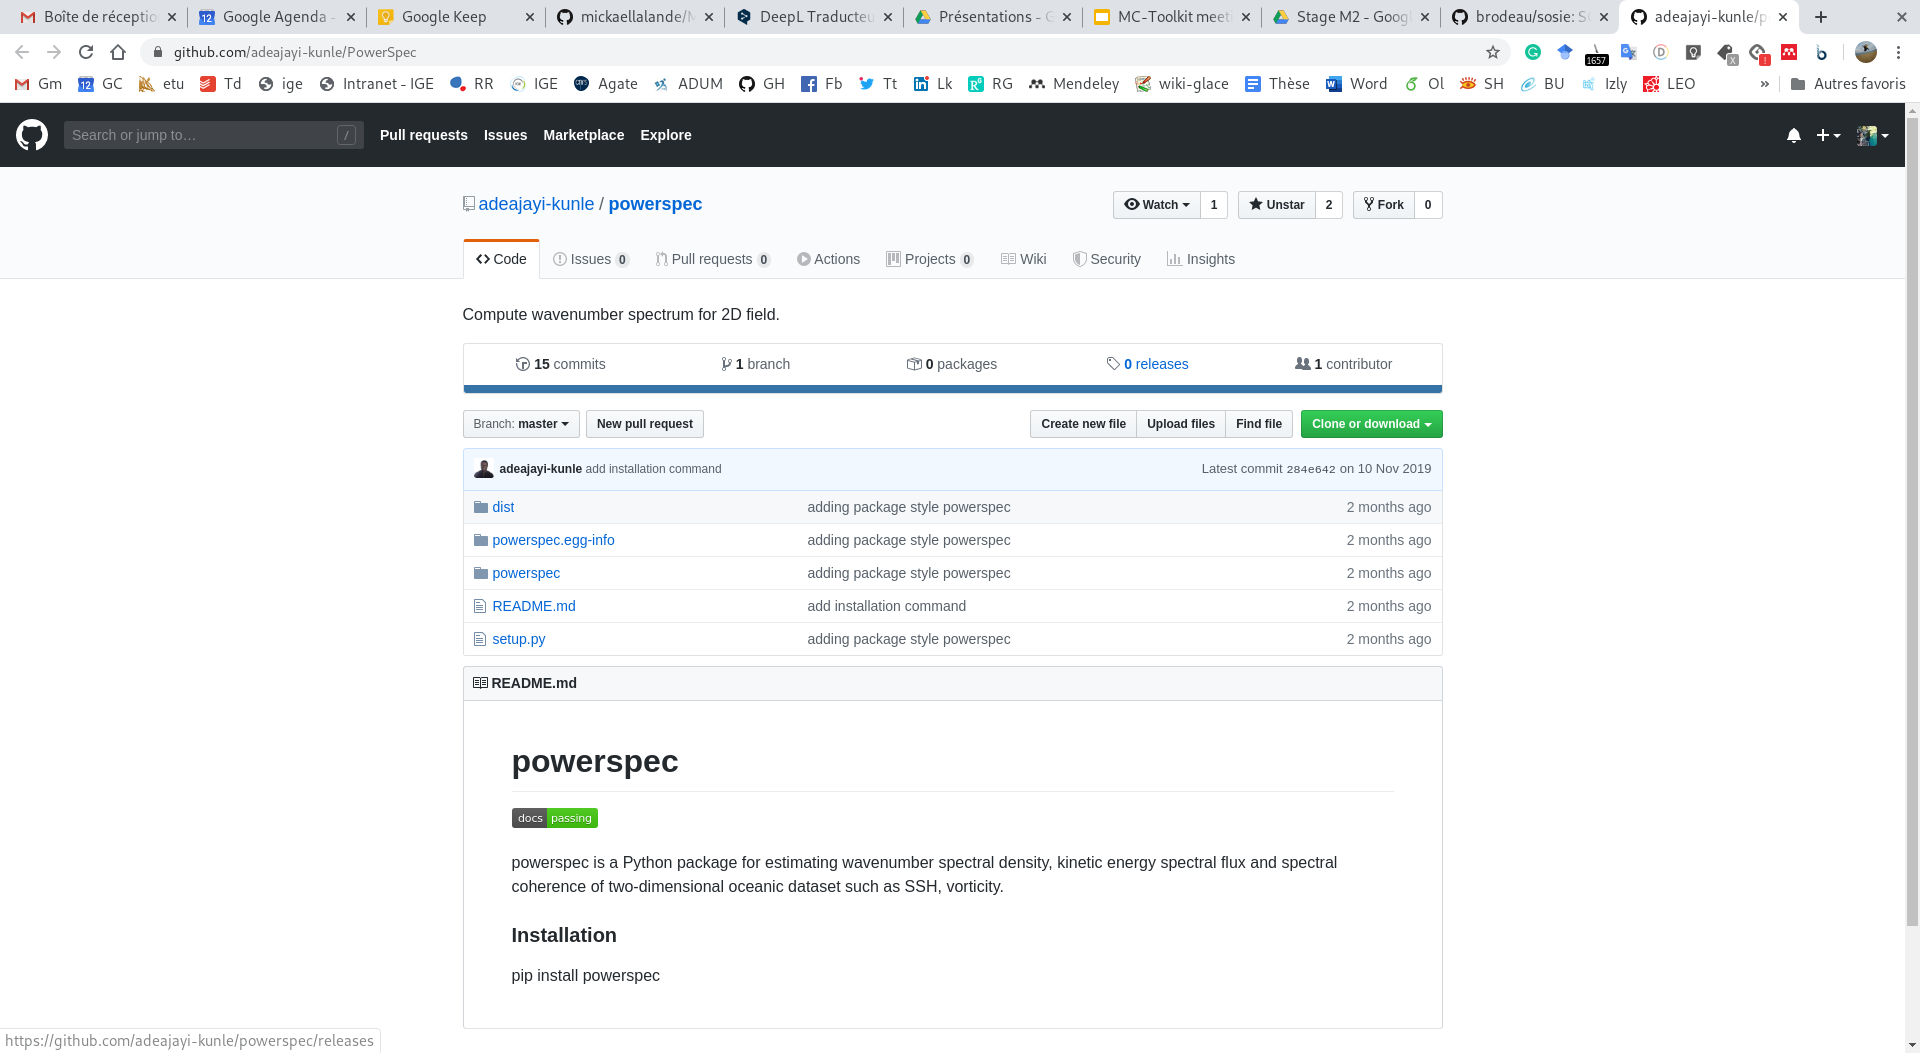 Boîte de réceptio Google Agenda - Google Keep mickaellalande/M DeepL Traducteu Présentations - G MC-Toolkit meet Stage M2 - Googl brodeau/sosie: SO adeajayi-kunle/p
github.com/adeajayi-kunle/PowerSpec
1657
Gm GC etu Td ige Intranet - IGE RR IGE Agate ADUM GH Fb Tt Lk RG Mendeley wiki-glace Thèse Word Ol SH BU Izly LEO » Autres favoris
Search or jump to… / Pull requests Issues Marketplace Explore
adeajayi-kunle / powerspec Watch 1 Unstar 2 Fork 0
Code Issues 0 Pull requests 0 Actions Projects 0 Wiki Security Insights
Compute wavenumber spectrum for 2D field.
15 commits 1 branch 0 packages 0 releases 1 contributor
Branch: master New pull request Create new file Upload files Find file Clone or download
adeajayi-kunle add installation command Latest commit 284e642 on 10 Nov 2019
dist adding package style powerspec 2 months ago
powerspec.egg-info adding package style powerspec 2 months ago
powerspec adding package style powerspec 2 months ago
README.md add installation command 2 months ago
setup.py adding package style powerspec 2 months ago
README.md
powerspec
docs passing
powerspec is a Python package for estimating wavenumber spectral density, kinetic energy spectral flux and spectral
coherence of two-dimensional oceanic dataset such as SSH, vorticity.
Installation
pip install powerspec
https://github.com/adeajayi-kunle/powerspec/releases